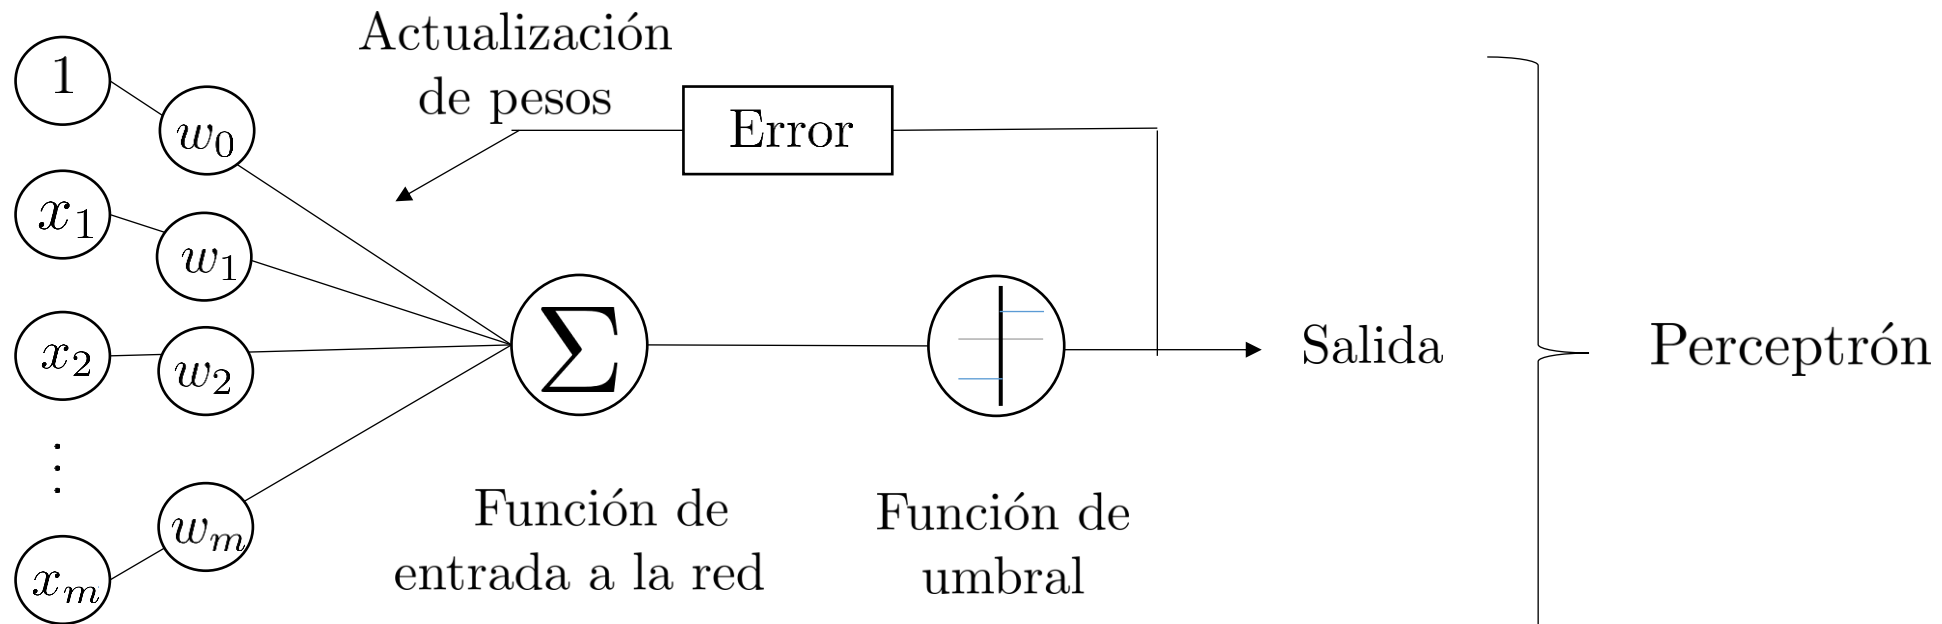 Actualización
de pesos
1
w₀
Error
x₁
w₁
∑
Salida
Perceptrón
x₂
w₂
⋮
wₘ
xₘ
Función de
entrada a la red
Función de
umbral